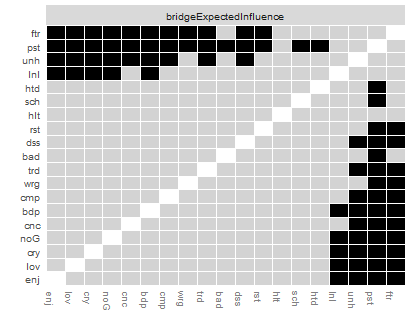 bridgeExpectedInfluence
ftr
pst
unh
lnl
htd
sch
hlt
rst
dss
bad
trd
wrg
cmp
bdp
cnc
noG
cry
lov
enj
enj lov cry noG cnc bdp cmp wrg trd bad dss rst hlt sch htd lnl unh pst ftr